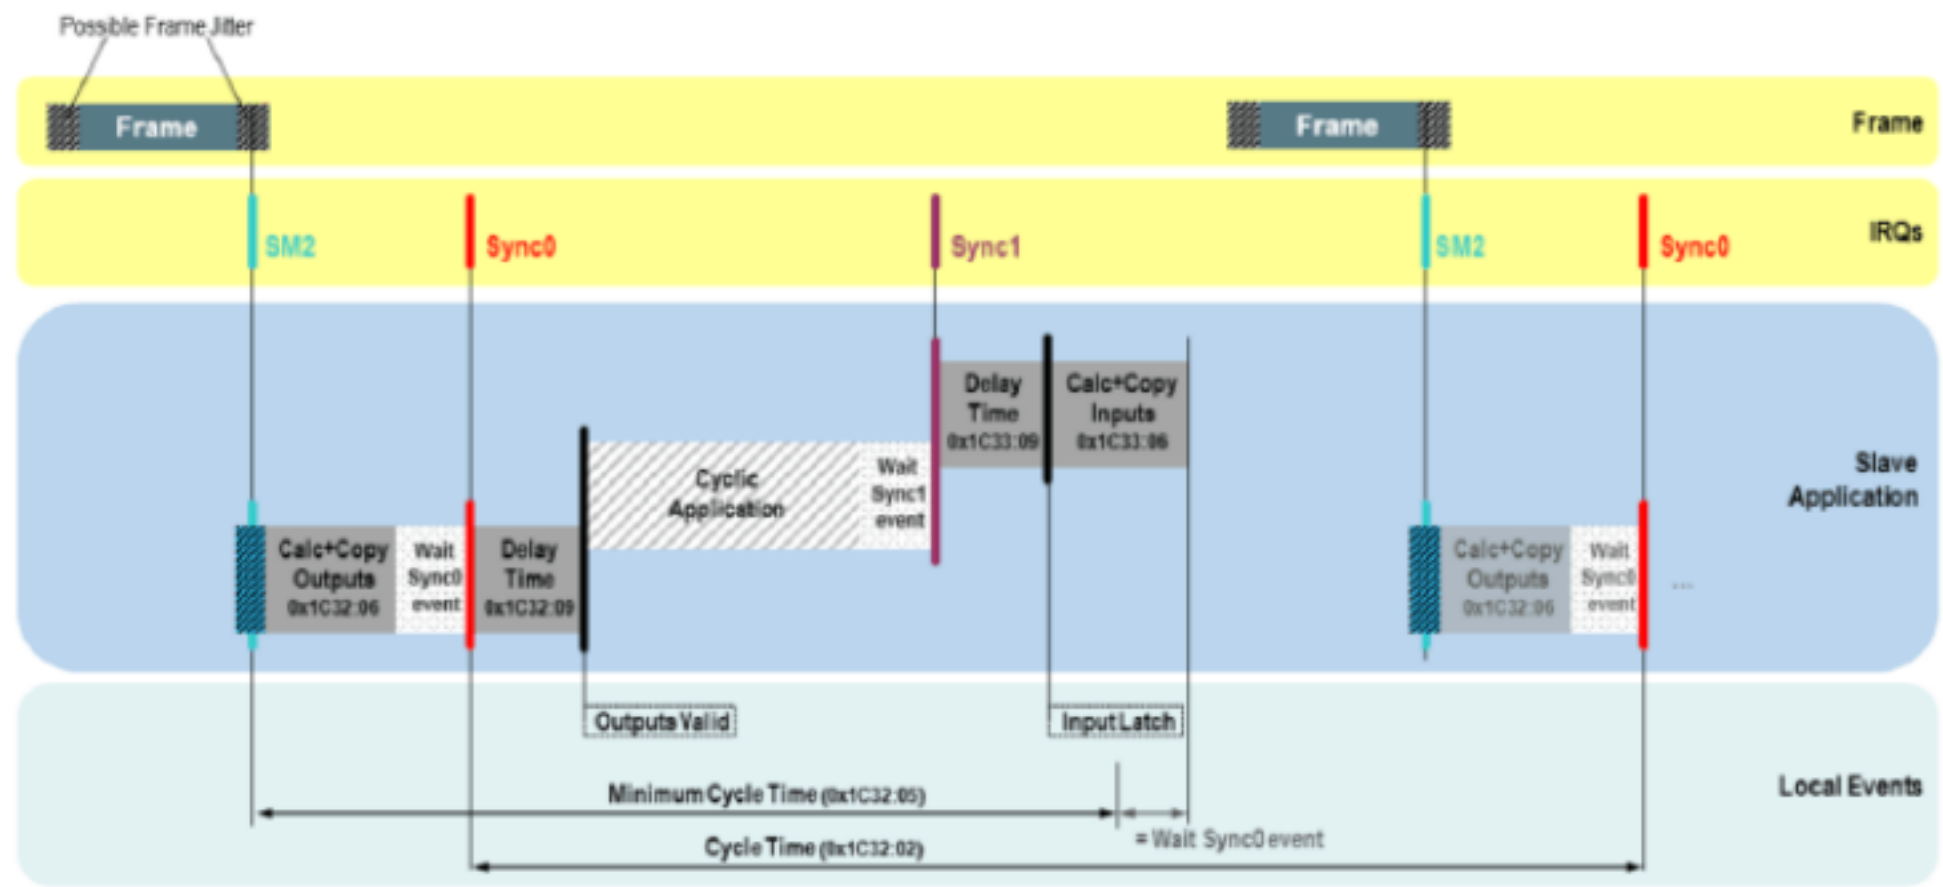 Possible Frame Jitter
Frame
Frame
Frame
SM2
Sync0
Sync1
SM2
Sync0
IRQs
Delay
Time
0x1C33:09
Calc+Copy
Inputs
0x1C33:06
Cyclic
Application
Wait
Sync1
event
Slave
Application
Calc+Copy
Outputs
0x1C32:06
Wait
Sync0
event
Delay
Time
0x1C32:09
Calc+Copy
Outputs
0x1C32:06
Wait
Sync0
event
...
Outputs Valid
Input Latch
Local Events
Minimum Cycle Time (0x1C32:05)
= Wait Sync0 event
Cycle Time (0x1C32:02)